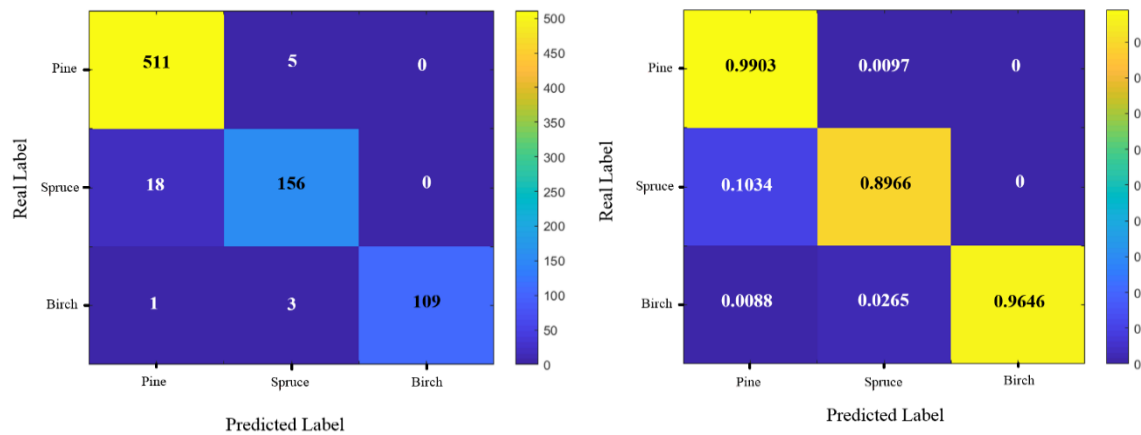 500
450
400
350
300
250
200
150
100
50
0
Real Label
Pine
511
5
0
Spruce
18
156
0
Birch
1
3
109
Pine
Spruce
Birch
Predicted Label
Real Label
Pine
0.9903
0.0097
0
Spruce
0.1034
0.8966
0
Birch
0.0088
0.0265
0.9646
Pine
Spruce
Birch
Predicted Label